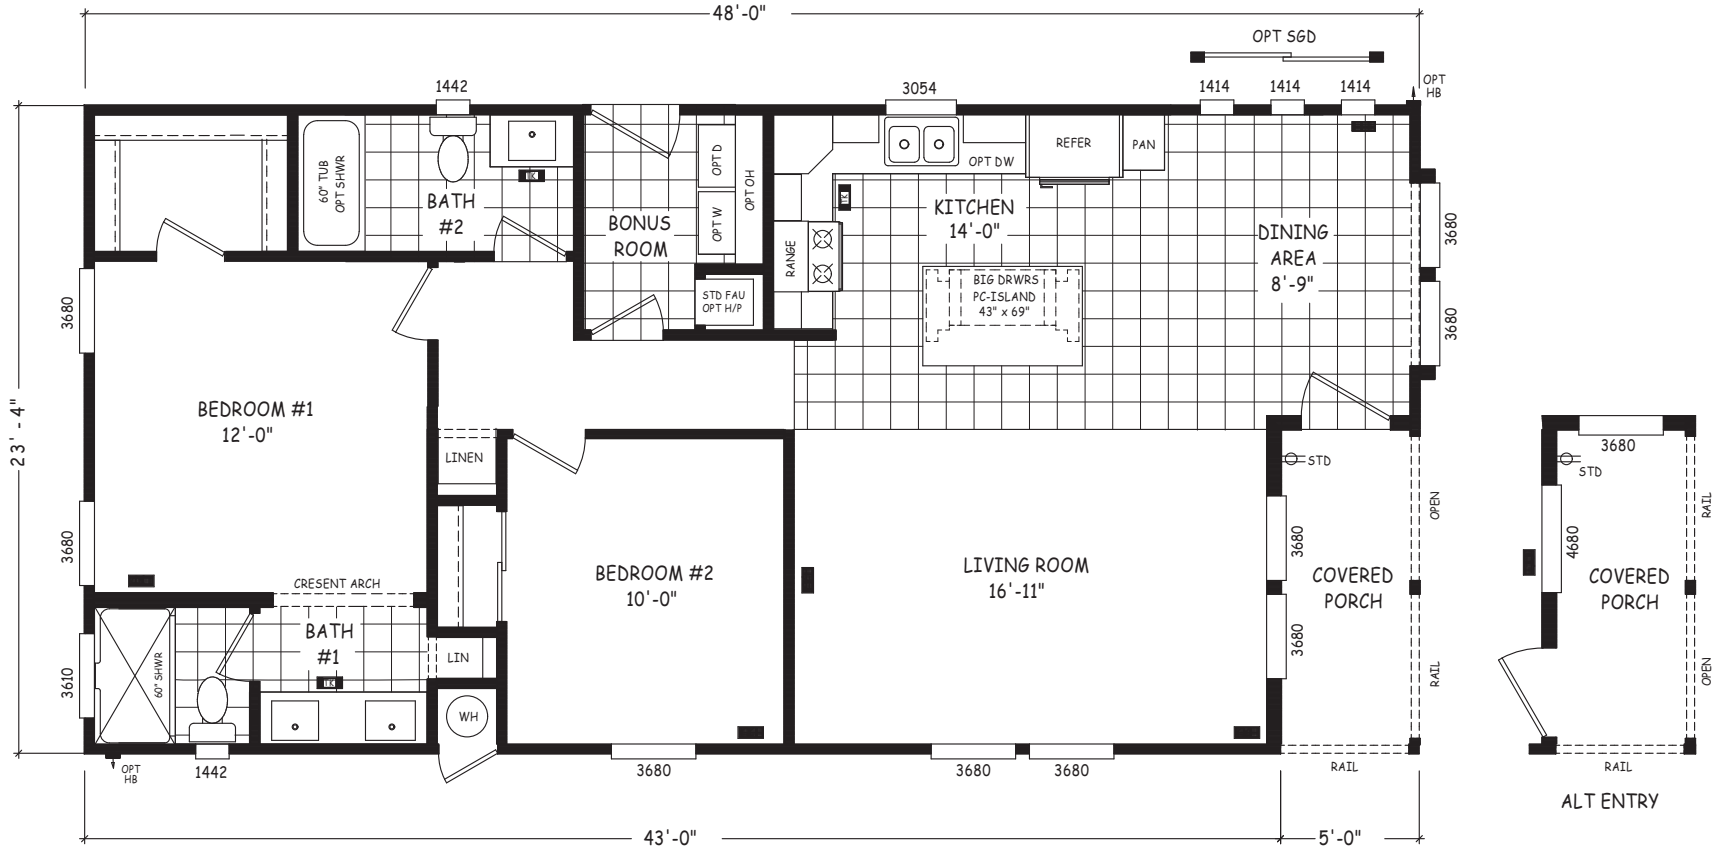 48'-0"
OPT SGD
1442
3054
1414
1414
1414
OPT
HB
60" TUB
OPT SHWR
BATH
#2
TK
BONUS
ROOM
OPT D
OPT W
OPT OH
STD FAU
OPT H/P
TK
RANGE
OPT DW
REFER
PAN
KITCHEN
14'-0"
BIG DRWRS
PC-ISLAND
43" x 69"
DINING
AREA
8'-9"
3680
3680
3680
23'-4"
BEDROOM #1
12'-0"
LINEN
3680
CRESENT ARCH
BEDROOM #2
10'-0"
LIVING ROOM
16'-11"
STD
3680
3680
COVERED
PORCH
OPEN
RAIL
RAIL
3680
STD
4680
COVERED
PORCH
RAIL
OPEN
RAIL
ALT ENTRY
3610
60" SHWR
BATH
#1
TK
LIN
WH
OPT
HB
1442
3680
3680
3680
43'-0"
5'-0"